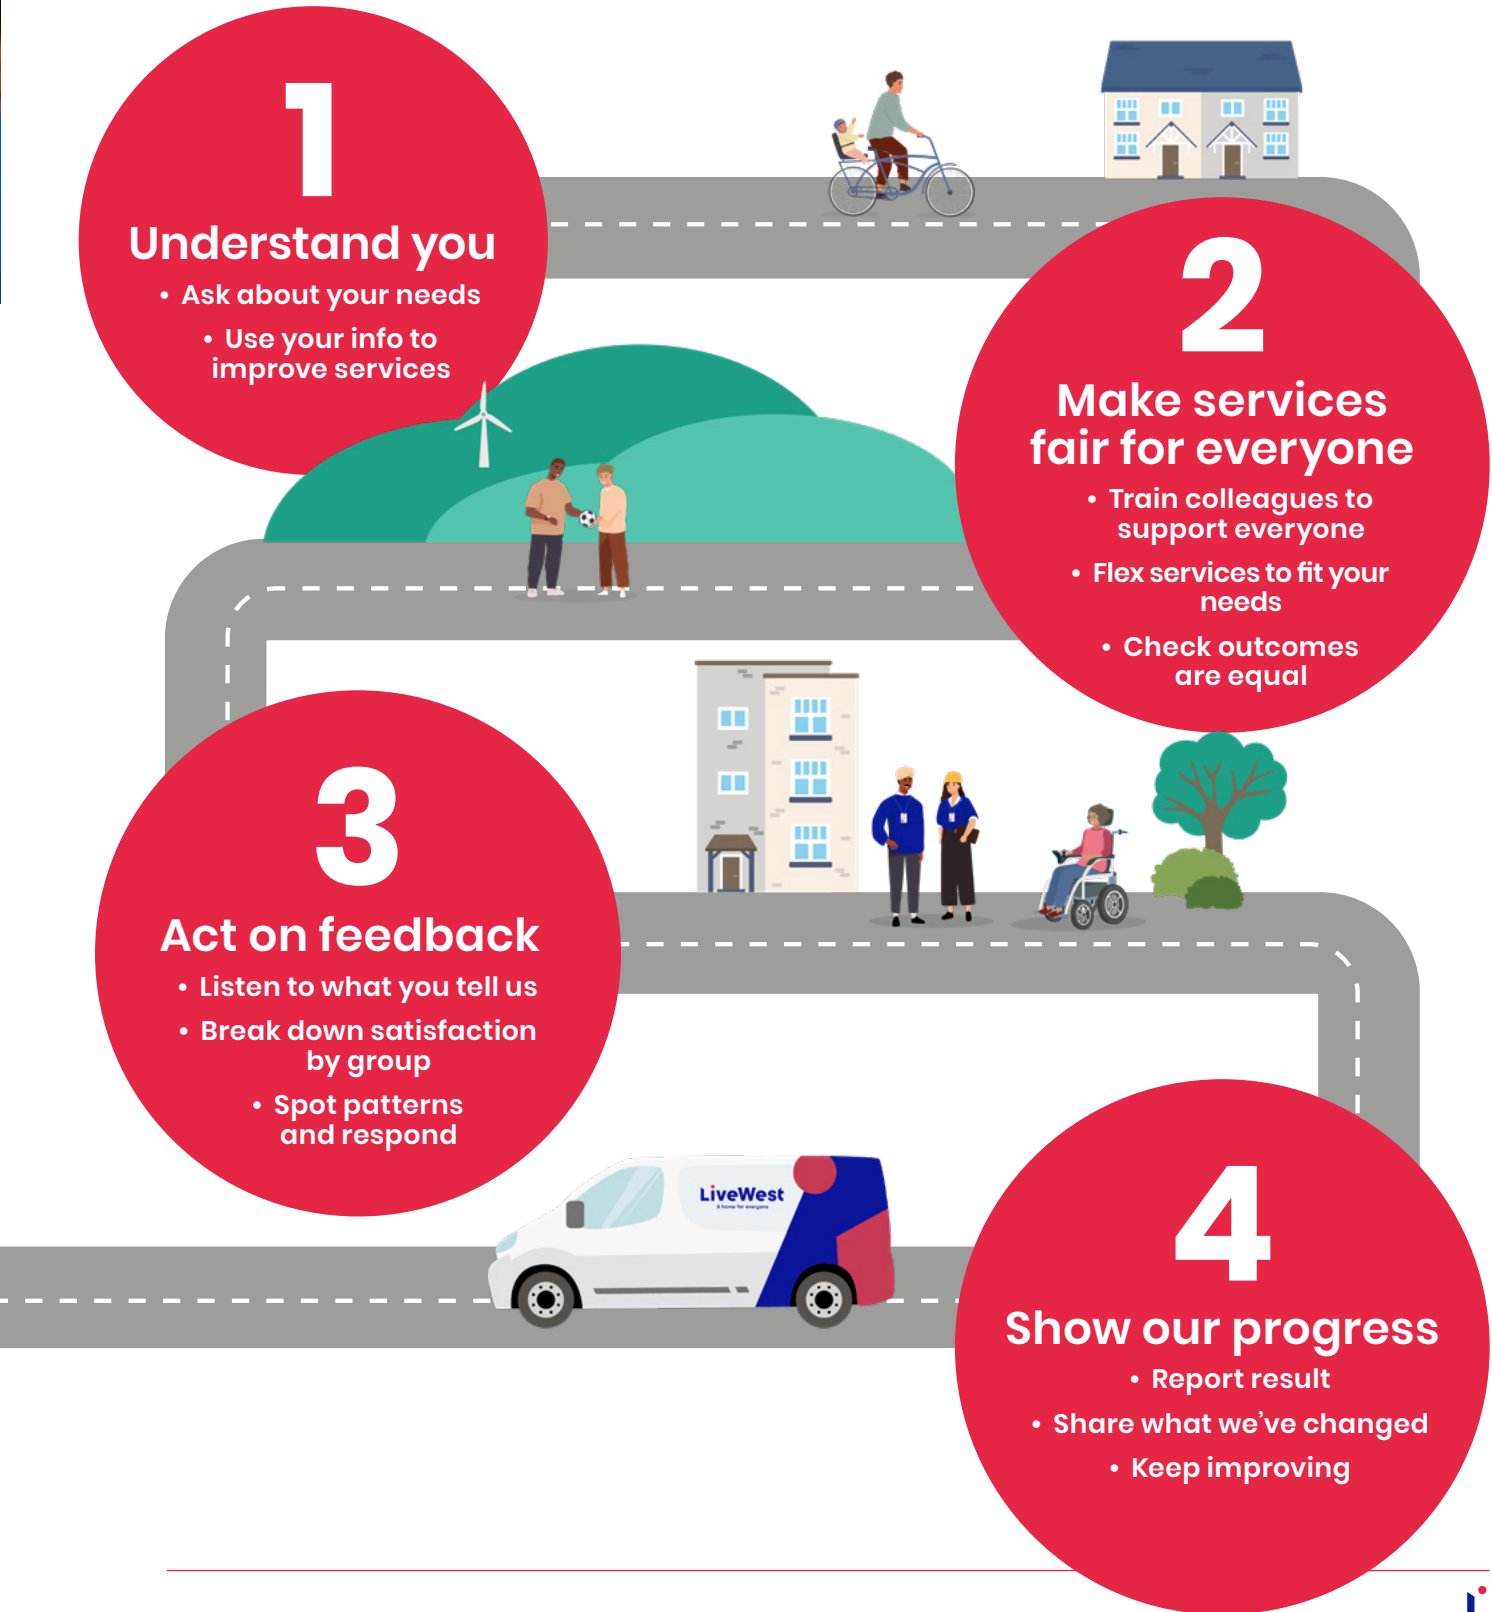 1
Understand you
• Ask about your needs
• Use your info to
improve services
2
Make services
fair for everyone
• Train colleagues to
support everyone
• Flex services to fit your
needs
• Check outcomes
are equal
3
Act on feedback
• Listen to what you tell us
• Break down satisfaction
by group
• Spot patterns
and respond
LiveWest
A home for everyone
4
Show our progress
• Report result
• Share what we’ve changed
• Keep improving